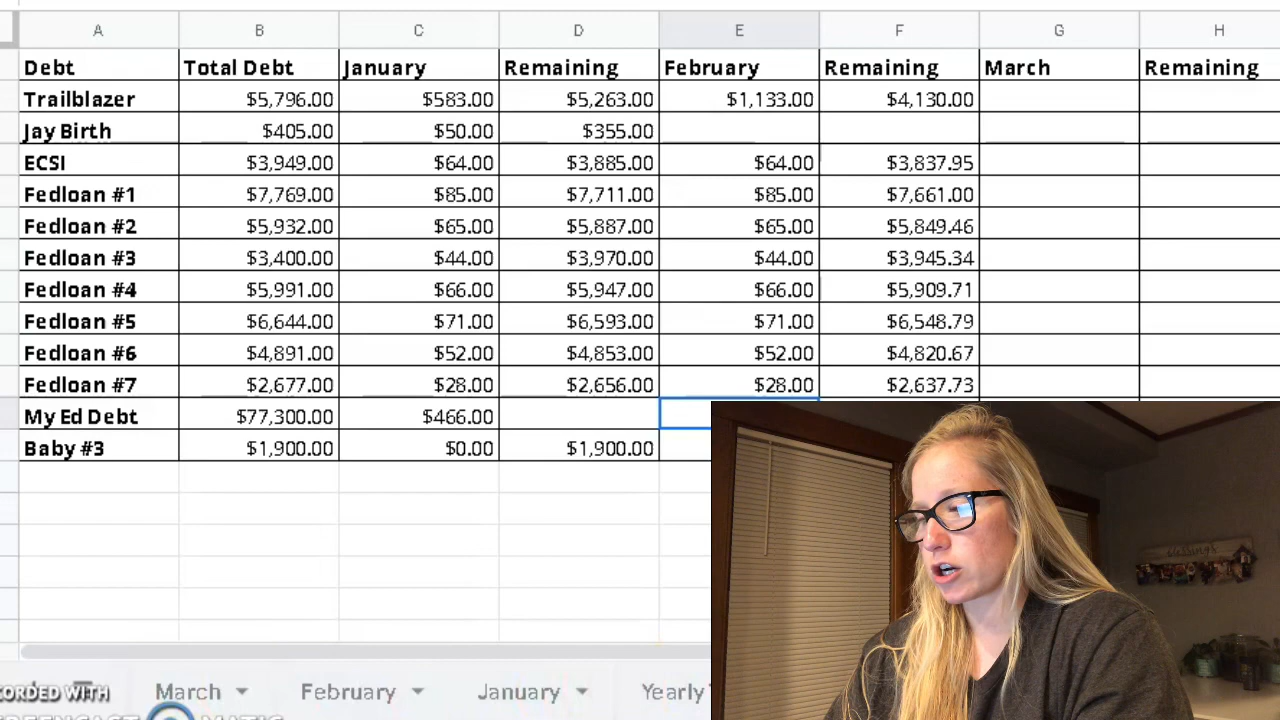 A B C D E F G H
Debt Total Debt January Remaining February Remaining March Remaining
Trailblazer $5,796.00 $583.00 $5,263.00 $1,133.00 $4,130.00
Jay Birth $405.00 $50.00 $355.00
ECSI $3,949.00 $64.00 $3,885.00 $64.00 $3,837.95
Fedloan #1 $7,769.00 $85.00 $7,711.00 $85.00 $7,661.00
Fedloan #2 $5,932.00 $65.00 $5,887.00 $65.00 $5,849.46
Fedloan #3 $3,400.00 $44.00 $3,970.00 $44.00 $3,945.34
Fedloan #4 $5,991.00 $66.00 $5,947.00 $66.00 $5,909.71
Fedloan #5 $6,644.00 $71.00 $6,593.00 $71.00 $6,548.79
Fedloan #6 $4,891.00 $52.00 $4,853.00 $52.00 $4,820.67
Fedloan #7 $2,677.00 $28.00 $2,656.00 $28.00 $2,637.73
My Ed Debt $77,300.00 $466.00
Baby #3 $1,900.00 $0.00 $1,900.00
blessings
CORDED WITH March February January Yearly